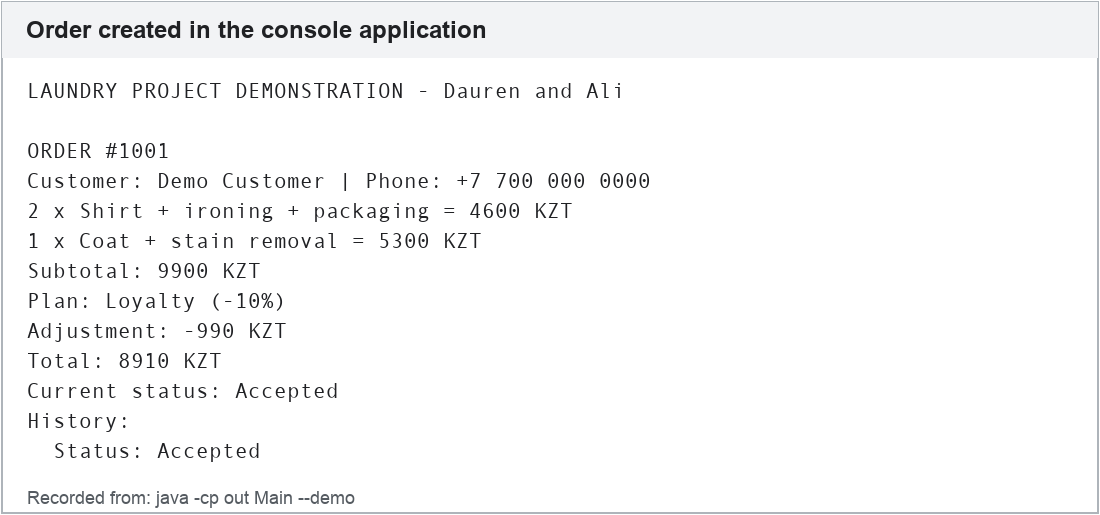 Order created in the console application
LAUNDRY PROJECT DEMONSTRATION - Dauren and Ali
ORDER #1001
Customer: Demo Customer | Phone: +7 700 000 0000
2 x Shirt + ironing + packaging = 4600 KZT
1 x Coat + stain removal = 5300 KZT
Subtotal: 9900 KZT
Plan: Loyalty (-10%)
Adjustment: -990 KZT
Total: 8910 KZT
Current status: Accepted
History:
  Status: Accepted
Recorded from: java -cp out Main --demo